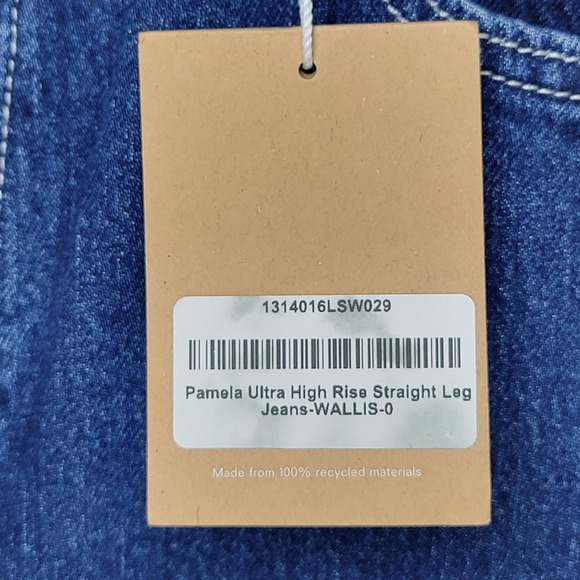 1314016LSW029
Pamela Ultra High Rise Straight Leg
Jeans-WALLIS-0
Made from 100% recycled materials